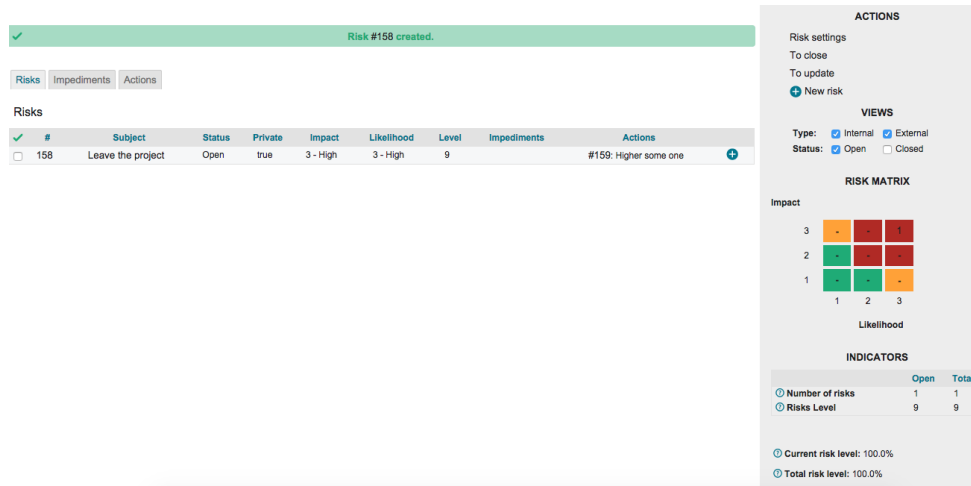 Risk #158 created.
Risks Impediments Actions
Risks
# Subject Status Private Impact Likelihood Level Impediments Actions
158 Leave the project Open true 3 - High 3 - High 9 #159: Higher some one
ACTIONS
Risk settings
To close
To update
New risk
VIEWS
Type: Internal External
Status: Open Closed
RISK MATRIX
Impact
3 - - 1
2 - - -
1 - - -
1 2 3
Likelihood
INDICATORS
Open Tota
Number of risks 1 1
Risks Level 9 9
Current risk level: 100.0%
Total risk level: 100.0%